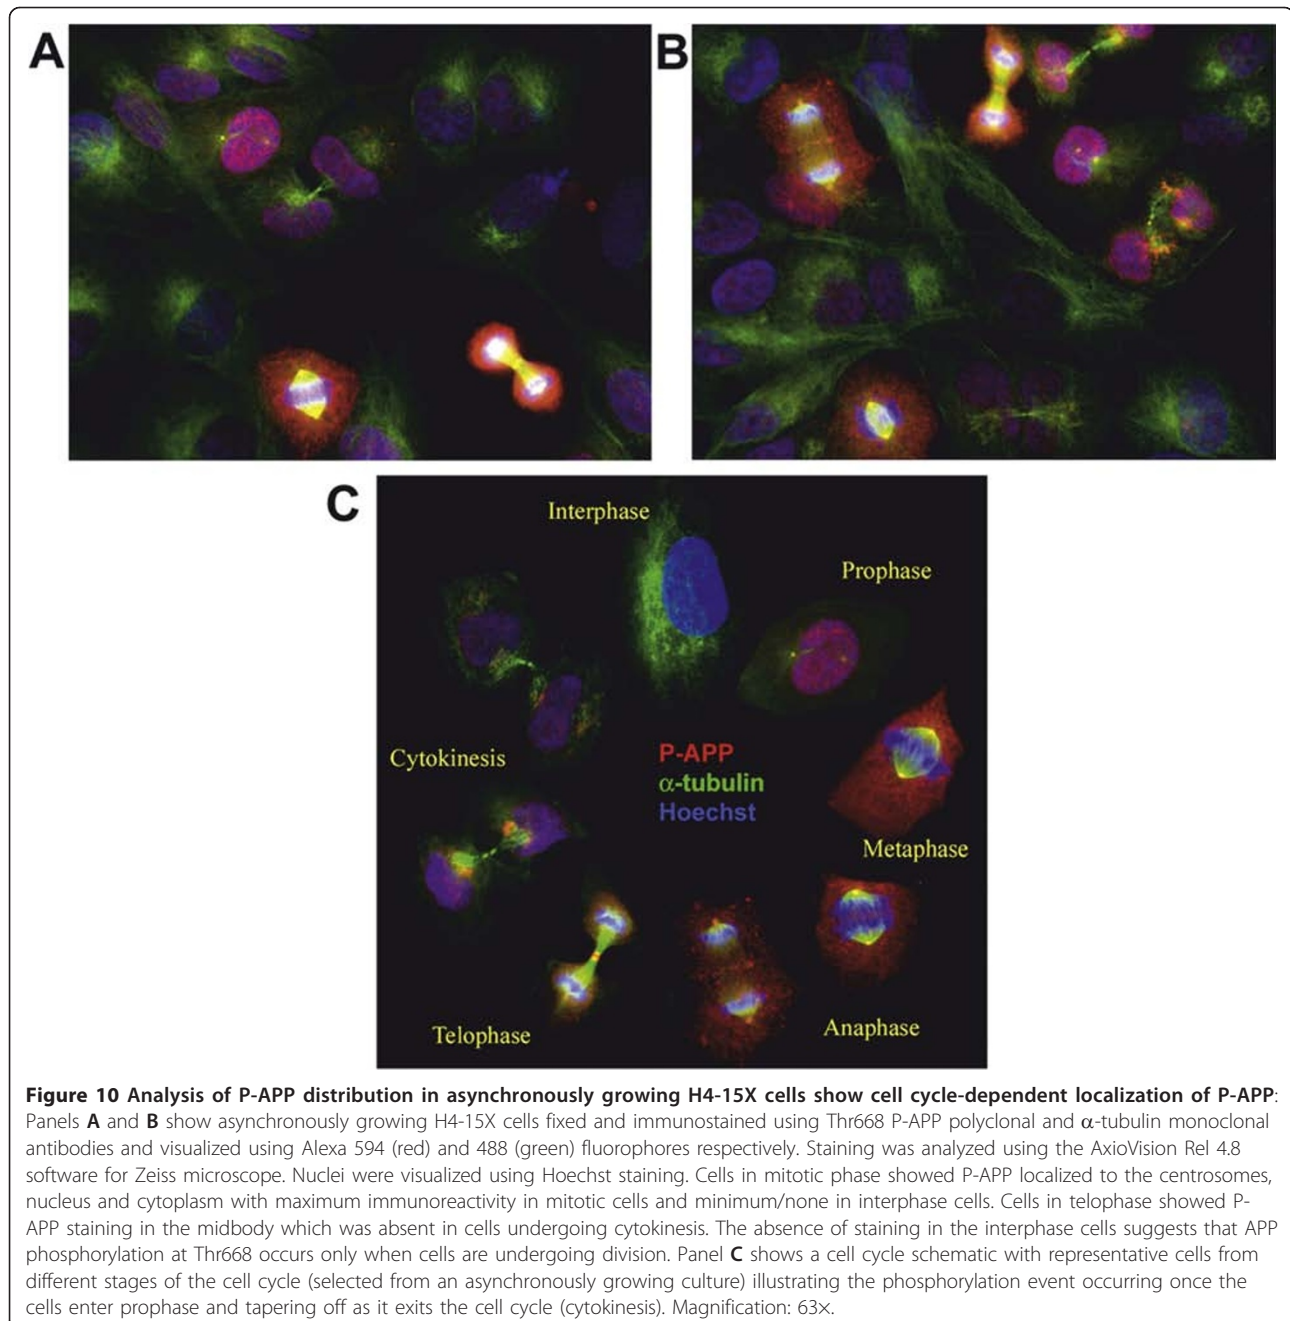 A
B
C
Interphase
Prophase
Cytokinesis
P-APP
α-tubulin
Hoechst
Metaphase
Telophase
Anaphase
Figure 10 Analysis of P-APP distribution in asynchronously growing H4-15X cells show cell cycle-dependent localization of P-APP:
Panels A and B show asynchronously growing H4-15X cells fixed and immunostained using Thr668 P-APP polyclonal and α-tubulin monoclonal
antibodies and visualized using Alexa 594 (red) and 488 (green) fluorophores respectively. Staining was analyzed using the AxioVision Rel 4.8
software for Zeiss microscope. Nuclei were visualized using Hoechst staining. Cells in mitotic phase showed P-APP localized to the centrosomes,
nucleus and cytoplasm with maximum immunoreactivity in mitotic cells and minimum/none in interphase cells. Cells in telophase showed P-
APP staining in the midbody which was absent in cells undergoing cytokinesis. The absence of staining in the interphase cells suggests that APP
phosphorylation at Thr668 occurs only when cells are undergoing division. Panel C shows a cell cycle schematic with representative cells from
different stages of the cell cycle (selected from an asynchronously growing culture) illustrating the phosphorylation event occurring once the
cells enter prophase and tapering off as it exits the cell cycle (cytokinesis). Magnification: 63×.